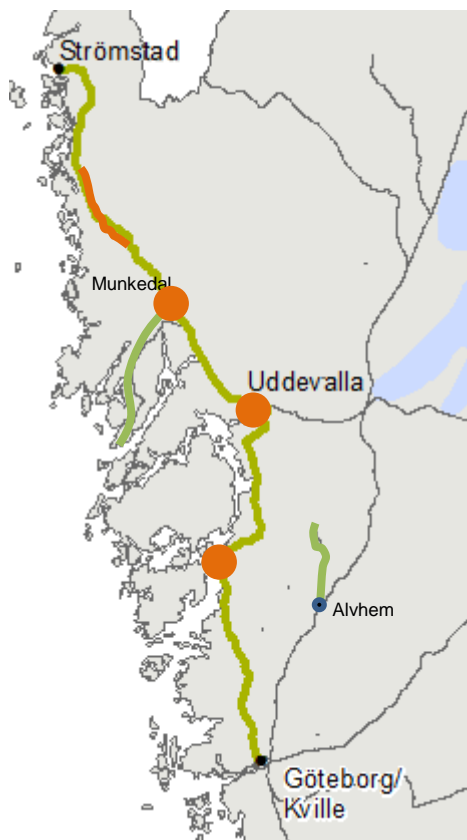 Strömstad
Munkedal
Uddevalla
Alvhem
Göteborg/
Kville